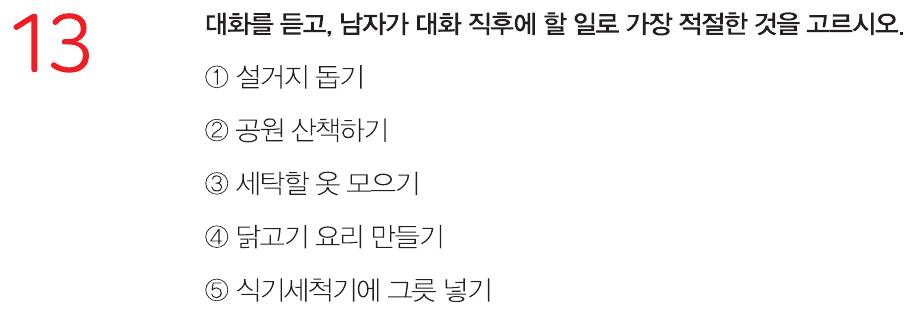 13
대화를 듣고, 남자가 대화 직후에 할 일로 가장 적절한 것을 고르시오.
① 설거지 돕기
② 공원 산책하기
③ 세탁할 옷 모으기
④ 닭고기 요리 만들기
⑤ 식기세척기에 그릇 넣기